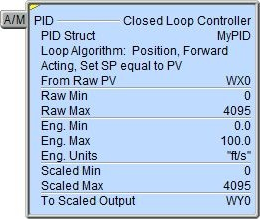 A/M
PID Closed Loop Controller
PID Struct MyPID
Loop Algorithm: Position, Forward
Acting, Set SP equal to PV
From Raw PV WX0
Raw Min 0
Raw Max 4095
Eng. Min 0.0
Eng. Max 100.0
Eng. Units "ft/s"
Scaled Min 0
Scaled Max 4095
To Scaled Output WY0